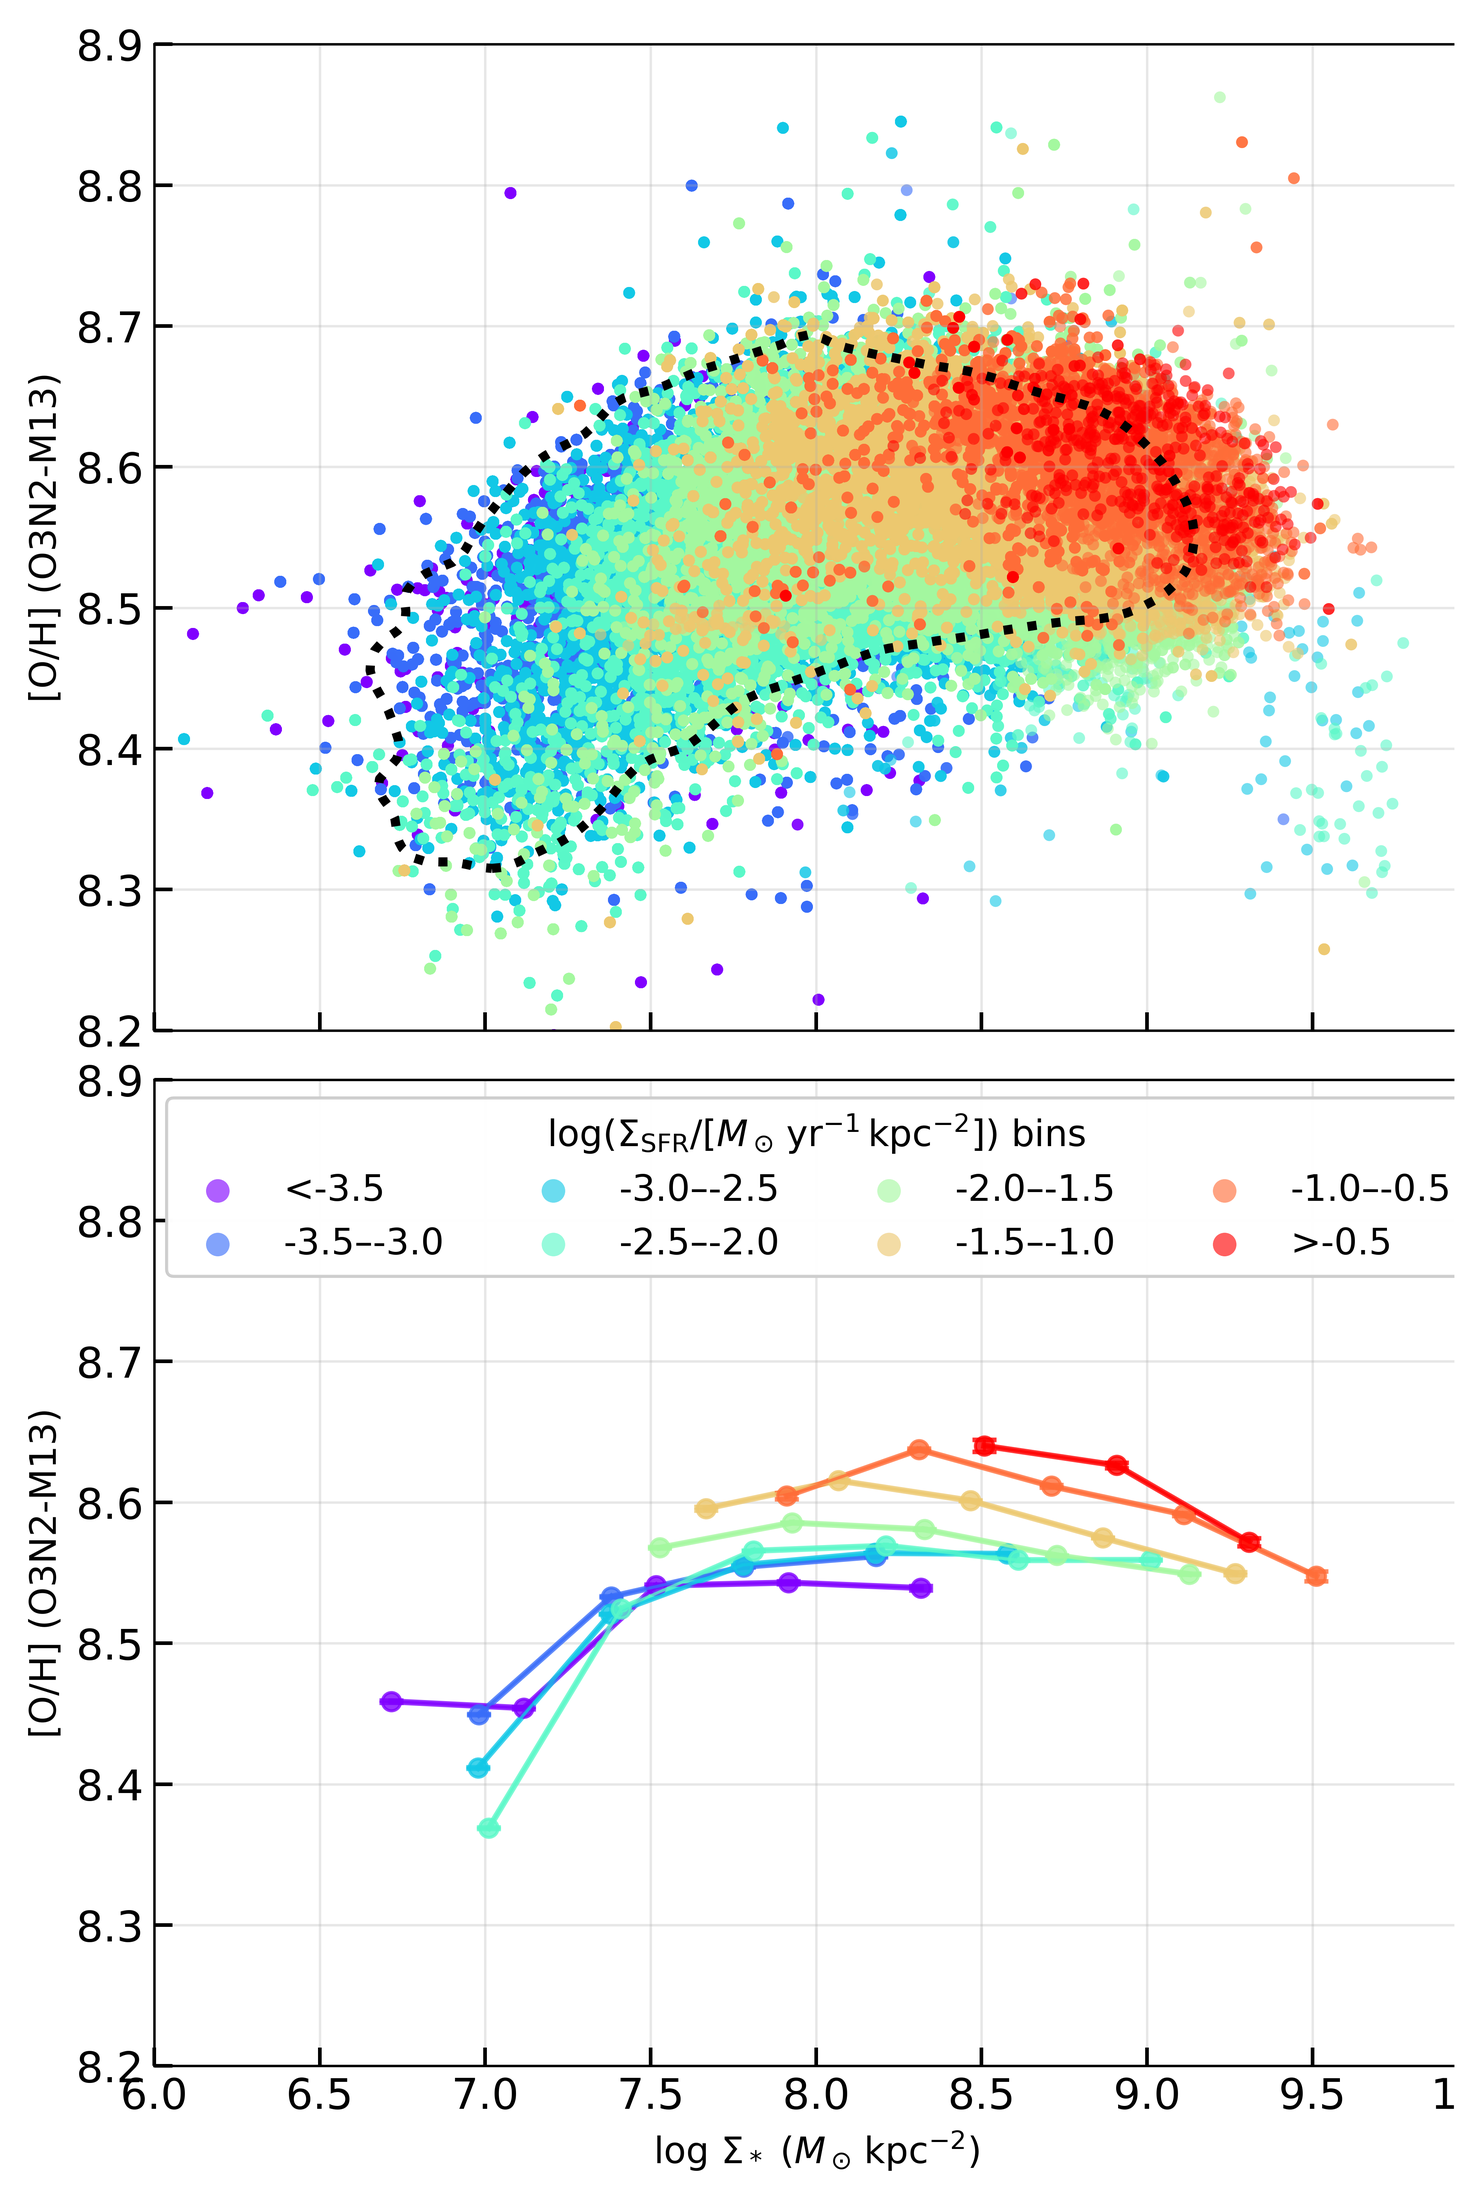 8.9
8.8
8.7
8.6
8.5
8.4
8.3
8.2
[O/H] (O3N2-M13)
8.9
8.8
8.7
8.6
8.5
8.4
8.3
8.2
[O/H] (O3N2-M13)
log(Σ_SFR/[M_⊙ yr⁻¹ kpc⁻²]) bins
<-3.5 -3.0–-2.5 -2.0–-1.5 -1.0–-0.5
-3.5–-3.0 -2.5–-2.0 -1.5–-1.0 >-0.5
6.0 6.5 7.0 7.5 8.0 8.5 9.0 9.5 1
log Σ_* (M_⊙ kpc⁻²)